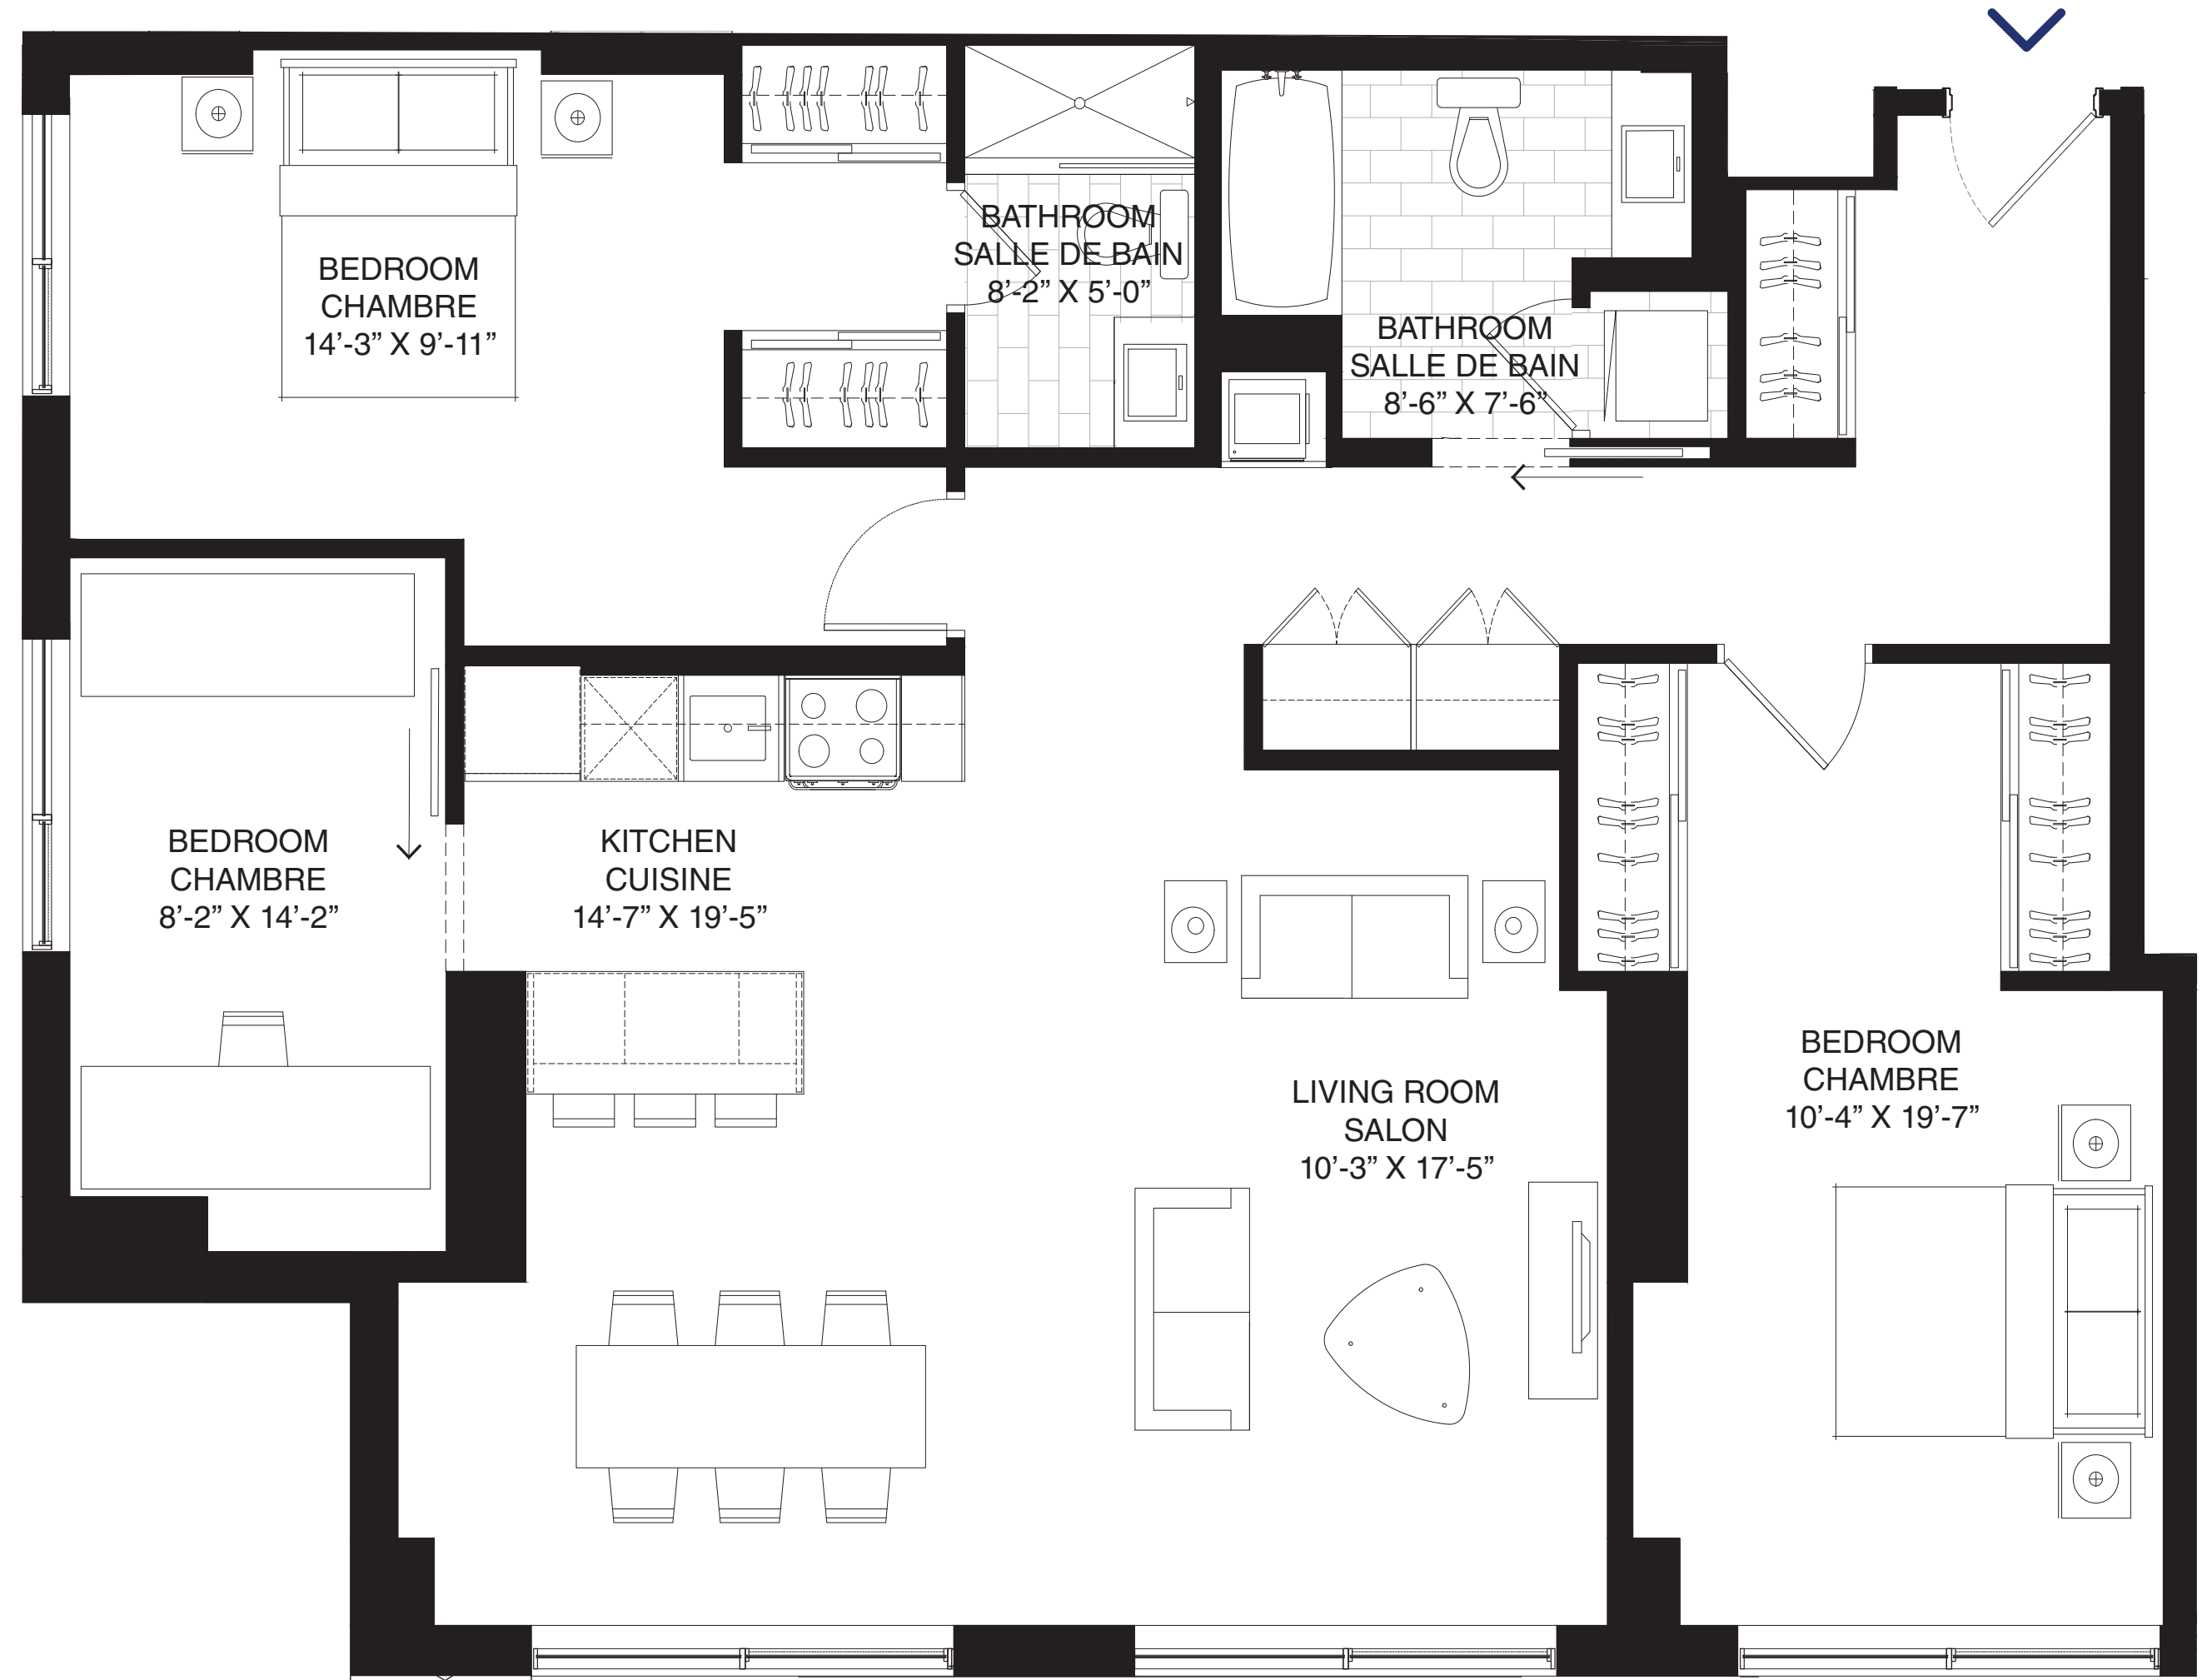 BATHROOM
SALLE DE BAIN
8’-2” X 5’-0”
BEDROOM
CHAMBRE
14’-3” X 9’-11”
BATHROOM
SALLE DE BAIN
8’-6” X 7’-6”
BEDROOM
CHAMBRE
8’-2” X 14’-2”
KITCHEN
CUISINE
14’-7” X 19’-5”
LIVING ROOM
SALON
10’-3” X 17’-5”
BEDROOM
CHAMBRE
10’-4” X 19’-7”